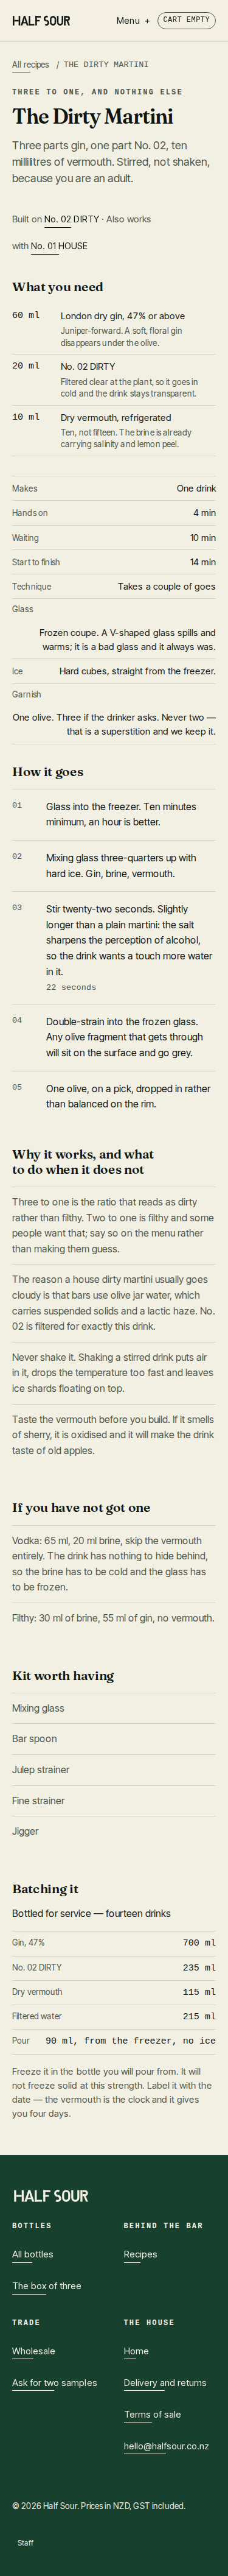 HALF SOUR
Menu +
CART EMPTY
All recipes / THE DIRTY MARTINI
THREE TO ONE, AND NOTHING ELSE
The Dirty Martini
Three parts gin, one part No. 02, ten
millilitres of vermouth. Stirred, not shaken,
because you are an adult.
Built on No. 02 DIRTY · Also works
with No. 01 HOUSE
What you need
60 ml London dry gin, 47% or above
Juniper-forward. A soft, floral gin
disappears under the olive.
20 ml No. 02 DIRTY
Filtered clear at the plant, so it goes in
cold and the drink stays transparent.
10 ml Dry vermouth, refrigerated
Ten, not fifteen. The brine is already
carrying salinity and lemon peel.
Makes One drink
Hands on 4 min
Waiting 10 min
Start to finish 14 min
Technique Takes a couple of goes
Glass
Frozen coupe. A V-shaped glass spills and
warms; it is a bad glass and it always was.
Ice Hard cubes, straight from the freezer.
Garnish
One olive. Three if the drinker asks. Never two —
that is a superstition and we keep it.
How it goes
01 Glass into the freezer. Ten minutes
minimum, an hour is better.
02 Mixing glass three-quarters up with
hard ice. Gin, brine, vermouth.
03 Stir twenty-two seconds. Slightly
longer than a plain martini: the salt
sharpens the perception of alcohol,
so the drink wants a touch more water
in it.
22 seconds
04 Double-strain into the frozen glass.
Any olive fragment that gets through
will sit on the surface and go grey.
05 One olive, on a pick, dropped in rather
than balanced on the rim.
Why it works, and what
to do when it does not
Three to one is the ratio that reads as dirty
rather than filthy. Two to one is filthy and some
people want that; say so on the menu rather
than making them guess.
The reason a house dirty martini usually goes
cloudy is that bars use olive jar water, which
carries suspended solids and a lactic haze. No.
02 is filtered for exactly this drink.
Never shake it. Shaking a stirred drink puts air
in it, drops the temperature too fast and leaves
ice shards floating on top.
Taste the vermouth before you build. If it smells
of sherry, it is oxidised and it will make the drink
taste of old apples.
If you have not got one
Vodka: 65 ml, 20 ml brine, skip the vermouth
entirely. The drink has nothing to hide behind,
so the brine has to be cold and the glass has
to be frozen.
Filthy: 30 ml of brine, 55 ml of gin, no vermouth.
Kit worth having
Mixing glass
Bar spoon
Julep strainer
Fine strainer
Jigger
Batching it
Bottled for service — fourteen drinks
Gin, 47% 700 ml
No. 02 DIRTY 235 ml
Dry vermouth 115 ml
Filtered water 215 ml
Pour 90 ml, from the freezer, no ice
Freeze it in the bottle you will pour from. It will
not freeze solid at this strength. Label it with the
date — the vermouth is the clock and it gives
you four days.
HALF SOUR
BOTTLES
All bottles
The box of three
BEHIND THE BAR
Recipes
TRADE
Wholesale
Ask for two samples
THE HOUSE
Home
Delivery and returns
Terms of sale
hello@halfsour.co.nz
© 2026 Half Sour. Prices in NZD, GST included.
Staff